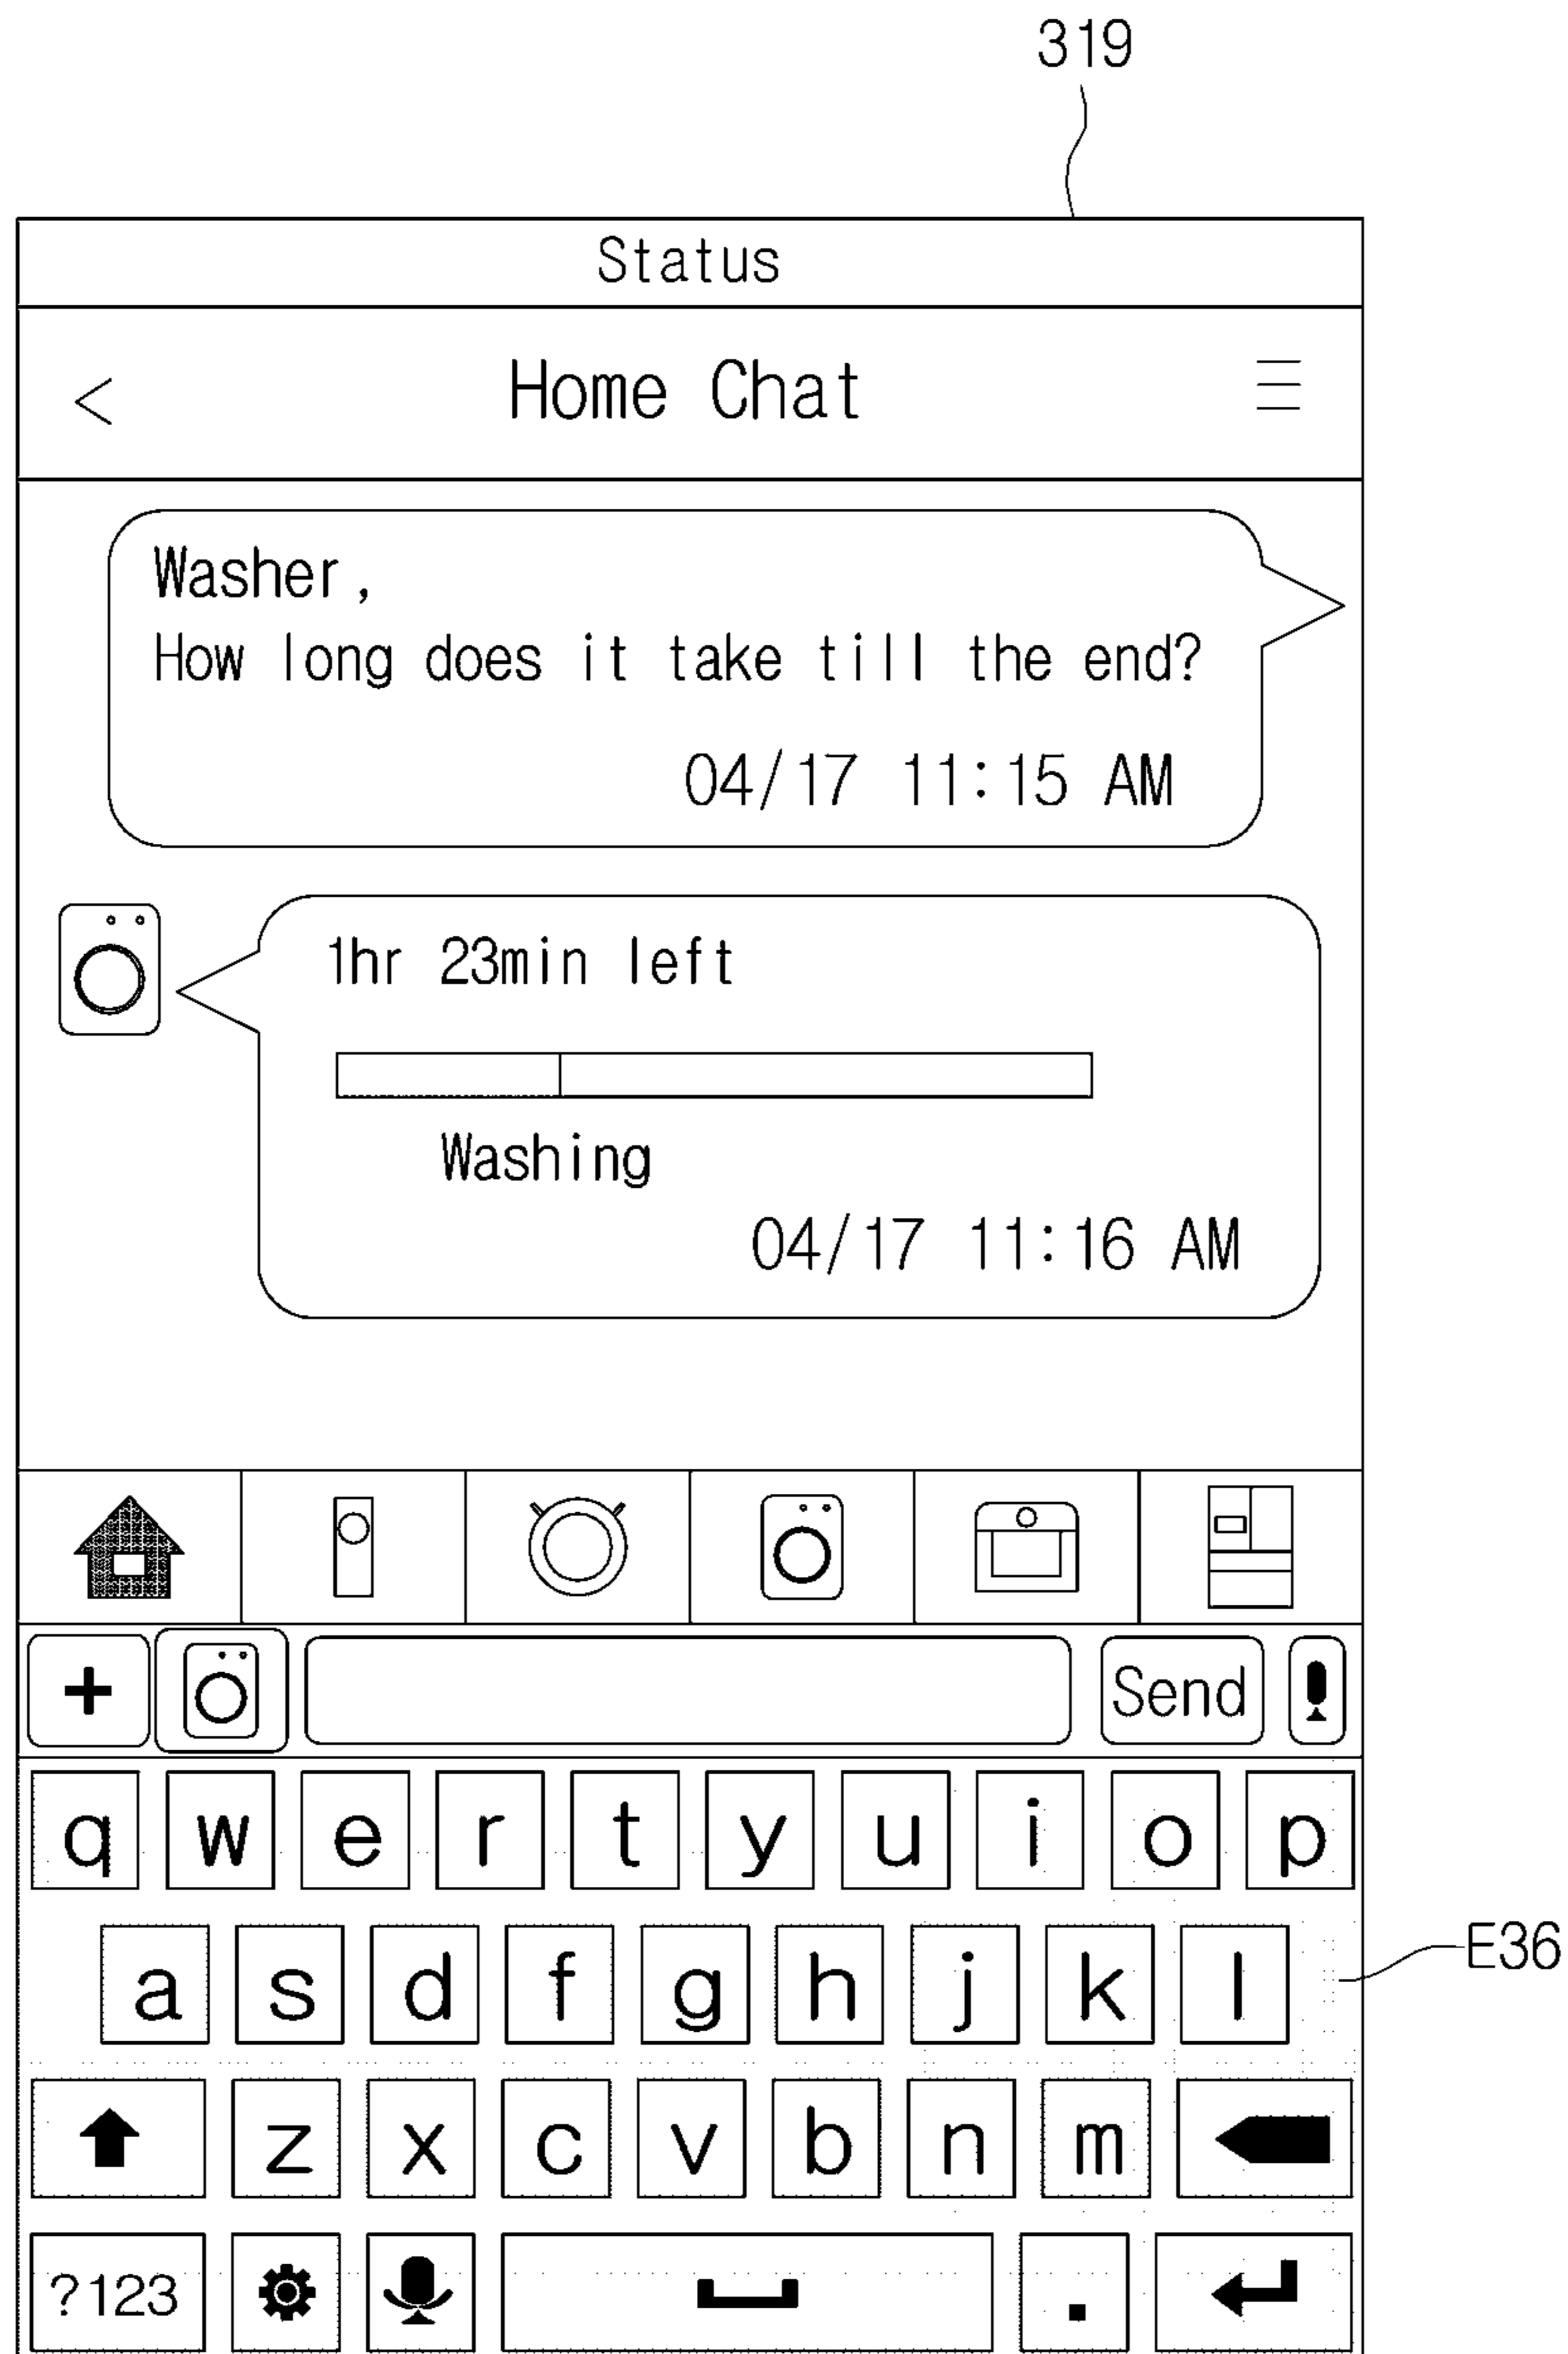 319
Status
< Home Chat
Washer,
How long does it take till the end?
04/17 11:15 AM
1hr 23min left
Washing
04/17 11:16 AM
+ Send
q w e r t y u i o p
a s d f g h j k l
E36
z x c v b n m
?123 .